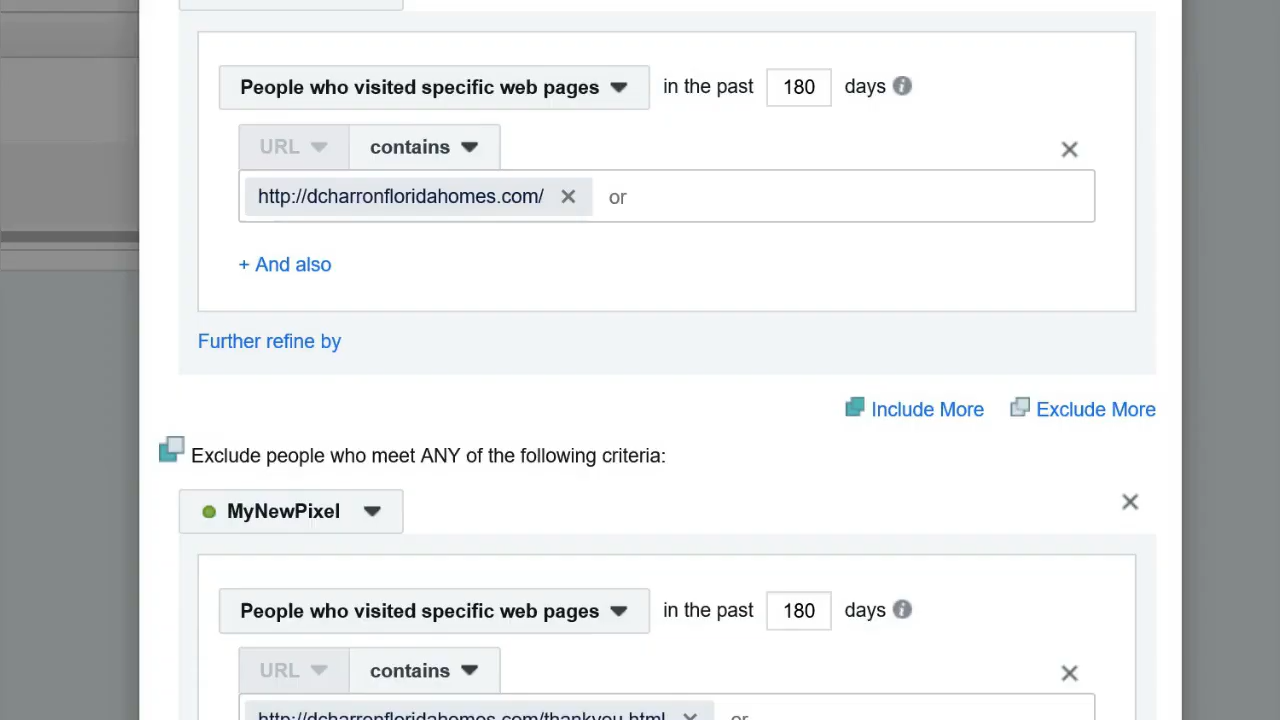 People who visited specific web pages in the past 180 days
URL contains
http://dcharronfloridahomes.com/ or
+ And also
Further refine by
Include More Exclude More
Exclude people who meet ANY of the following criteria:
MyNewPixel
People who visited specific web pages in the past 180 days
URL contains
http://dcharronfloridahomes.com/thankyou.html or